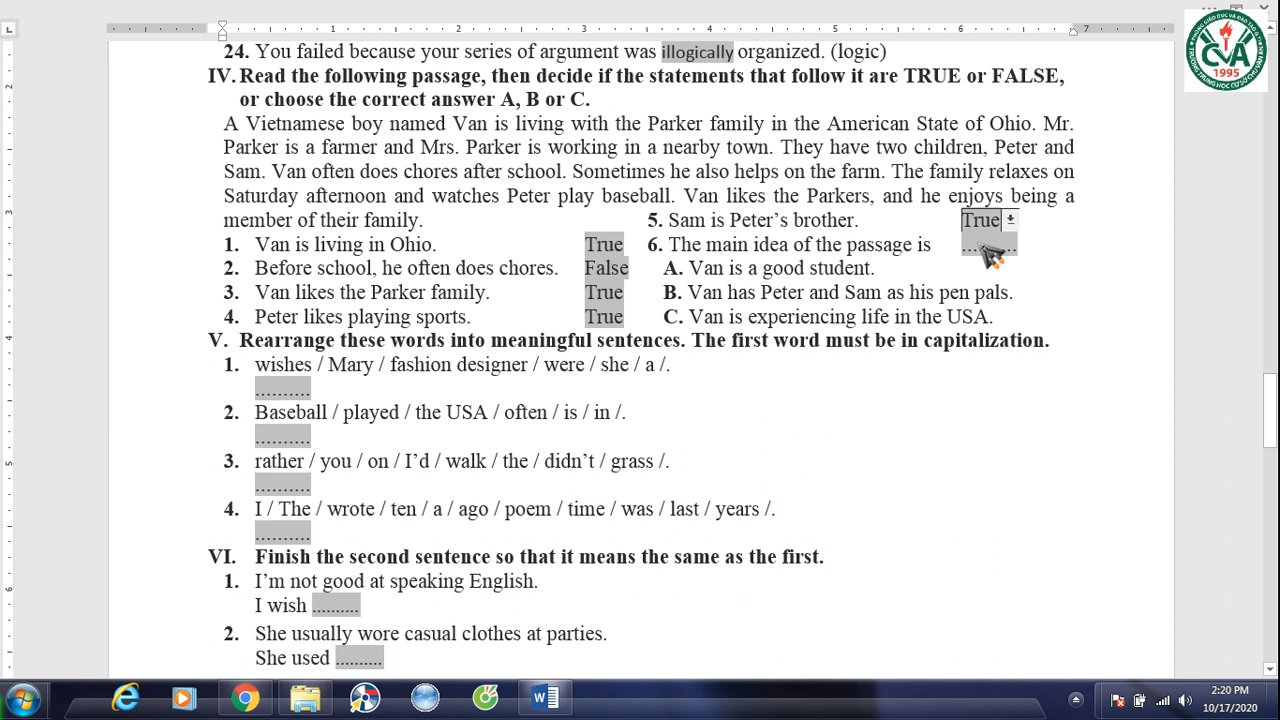 24. You failed because your series of argument was illogically organized. (logic)
IV. Read the following passage, then decide if the statements that follow it are TRUE or FALSE,
or choose the correct answer A, B or C.
A Vietnamese boy named Van is living with the Parker family in the American State of Ohio. Mr.
Parker is a farmer and Mrs. Parker is working in a nearby town. They have two children, Peter and
Sam. Van often does chores after school. Sometimes he also helps on the farm. The family relaxes on
Saturday afternoon and watches Peter play baseball. Van likes the Parkers, and he enjoys being a
member of their family.
1. Van is living in Ohio. True
2. Before school, he often does chores. False
3. Van likes the Parker family. True
4. Peter likes playing sports. True
5. Sam is Peter’s brother. True
6. The main idea of the passage is ..........
A. Van is a good student.
B. Van has Peter and Sam as his pen pals.
C. Van is experiencing life in the USA.
V. Rearrange these words into meaningful sentences. The first word must be in capitalization.
1. wishes / Mary / fashion designer / were / she / a /.
..........
2. Baseball / played / the USA / often / is / in /.
..........
3. rather / you / on / I’d / walk / the / didn’t / grass /.
..........
4. I / The / wrote / ten / a / ago / poem / time / was / last / years /.
..........
VI. Finish the second sentence so that it means the same as the first.
1. I’m not good at speaking English.
I wish ..........
2. She usually wore casual clothes at parties.
She used ..........
CVA
1995
2:20 PM
10/17/2020